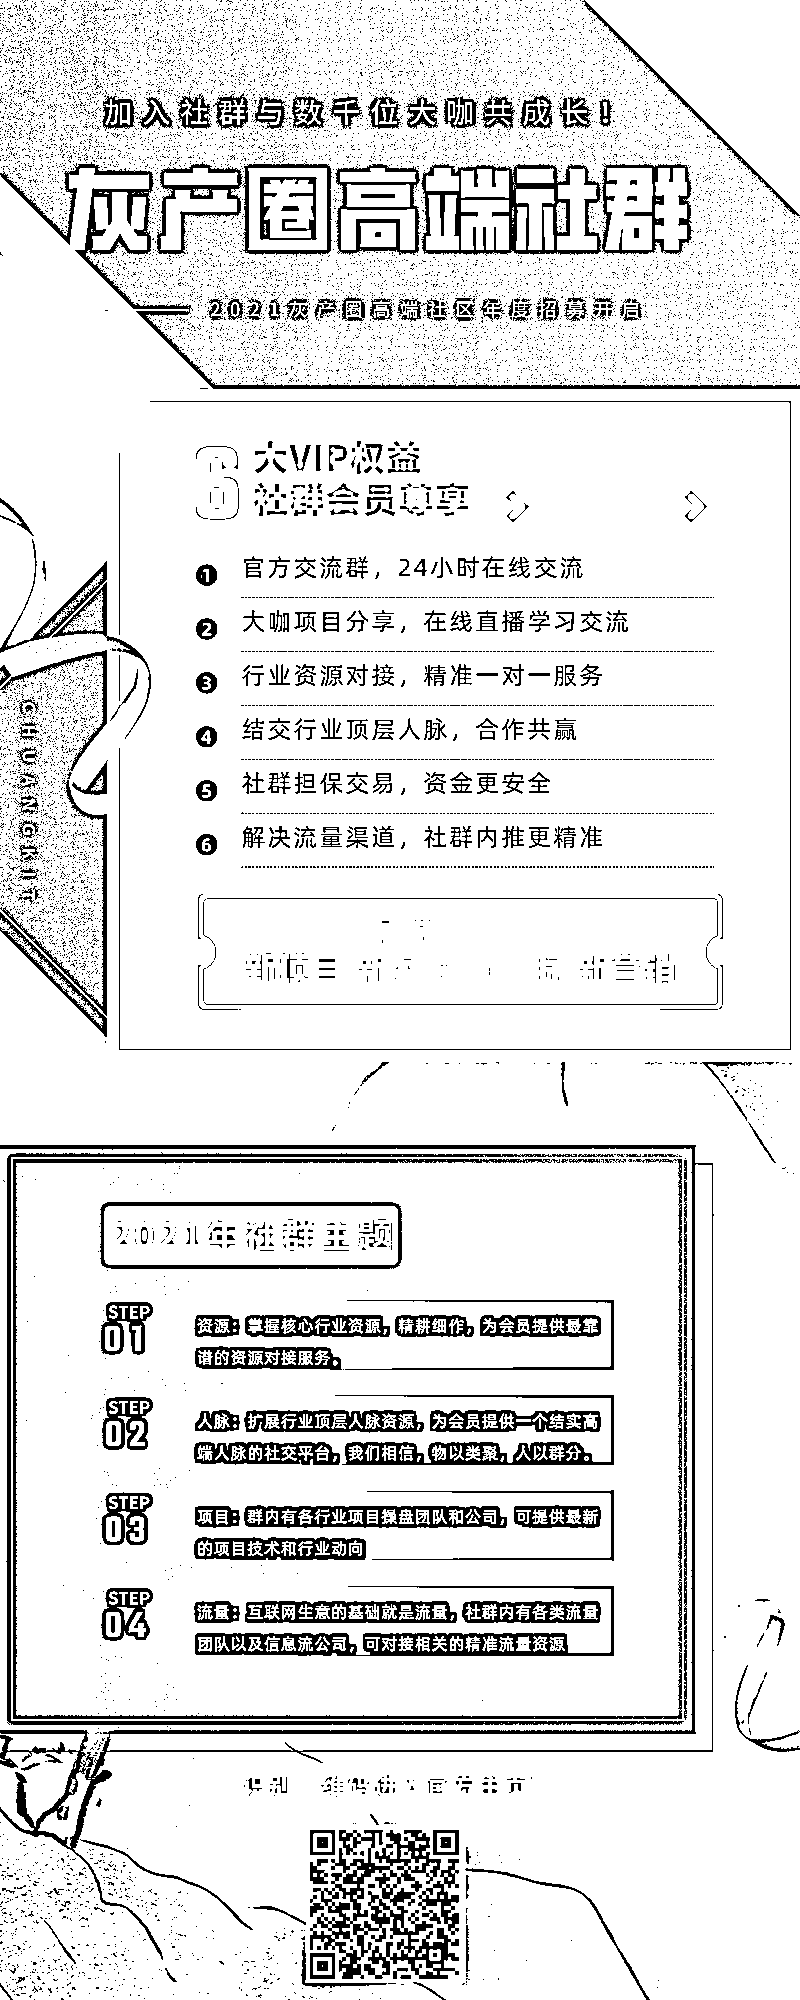 加入社群与数千位大咖共成长！
灰产圈高端社群
2021灰产圈高端社区年度招募开启
6
大VIP权益
社群会员尊享
1 官方交流群，24小时在线交流
2 大咖项目分享，在线直播学习交流
3 行业资源对接，精准一对一服务
4 结交行业顶层人脉，合作共赢
5 社群担保交易，资金更安全
6 解决流量渠道，社群内推更精准
CHUANGKIT
新项目 新营销
2021年社群主题
STEP
01
资源：掌握核心行业资源，精耕细作，为会员提供最靠
谱的资源对接服务。
STEP
02
人脉：扩展行业顶层人脉资源，为会员提供一个结实高
端人脉的社交平台，我们相信，物以类聚，人以群分。
STEP
03
项目：群内有各行业项目操盘团队和公司，可提供最新
的项目技术和行业动向
STEP
04
流量：互联网生意的基础就是流量，社群内有各类流量
团队以及信息流公司，可对接相关的精准流量资源